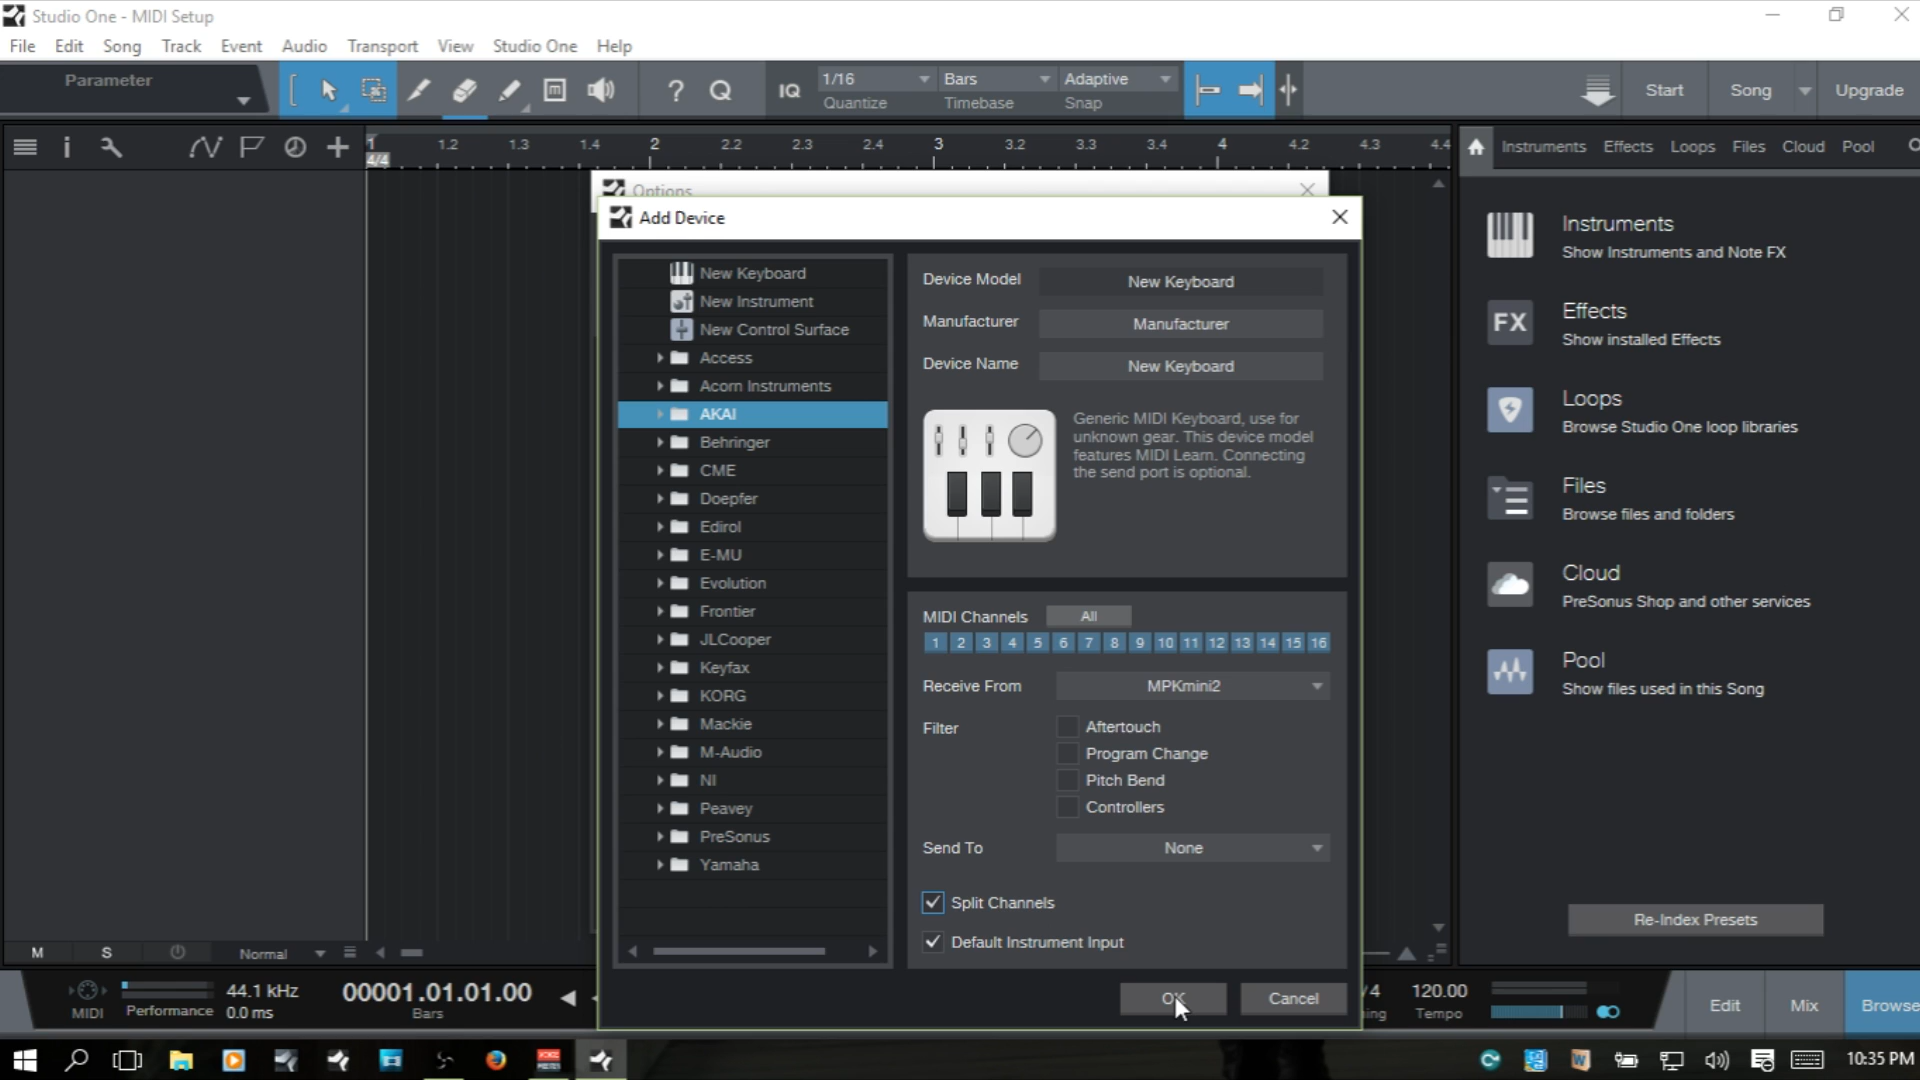 Studio One - MIDI Setup
File Edit Song Track Event Audio Transport View Studio One Help
Parameter
IQ
1/16 Bars Adaptive
Quantize Timebase Snap
Start Song Upgrade
1 1.2 1.3 1.4 2 2.2 2.3 2.4 3 3.2 3.3 3.4 4 4.2 4.3 4.4
4/4
Instruments Effects Loops Files Cloud Pool
Options
Add Device
New Keyboard
New Instrument
New Control Surface
Access
Acorn Instruments
AKAI
Behringer
CME
Doepfer
Edirol
E-MU
Evolution
Frontier
JLCooper
Keyfax
KORG
Mackie
M-Audio
NI
Peavey
PreSonus
Yamaha
Device Model New Keyboard
Manufacturer Manufacturer
Device Name New Keyboard
Generic MIDI Keyboard, use for
unknown gear. This device model
features MIDI Learn. Connecting
the send port is optional.
MIDI Channels All
1 2 3 4 5 6 7 8 9 10 11 12 13 14 15 16
Receive From MPKmini2
Filter Aftertouch
Program Change
Pitch Bend
Controllers
Send To None
Split Channels
Default Instrument Input
OK Cancel
Instruments
Show Instruments and Note FX
FX
Effects
Show installed Effects
Loops
Browse Studio One loop libraries
Files
Browse files and folders
Cloud
PreSonus Shop and other services
Pool
Show files used in this Song
Re-Index Presets
M S Normal
MIDI
Performance
44.1 kHz
0.0 ms
00001.01.01.00
Bars
/4
ing
120.00
Tempo
Edit Mix Browse
10:35 PM